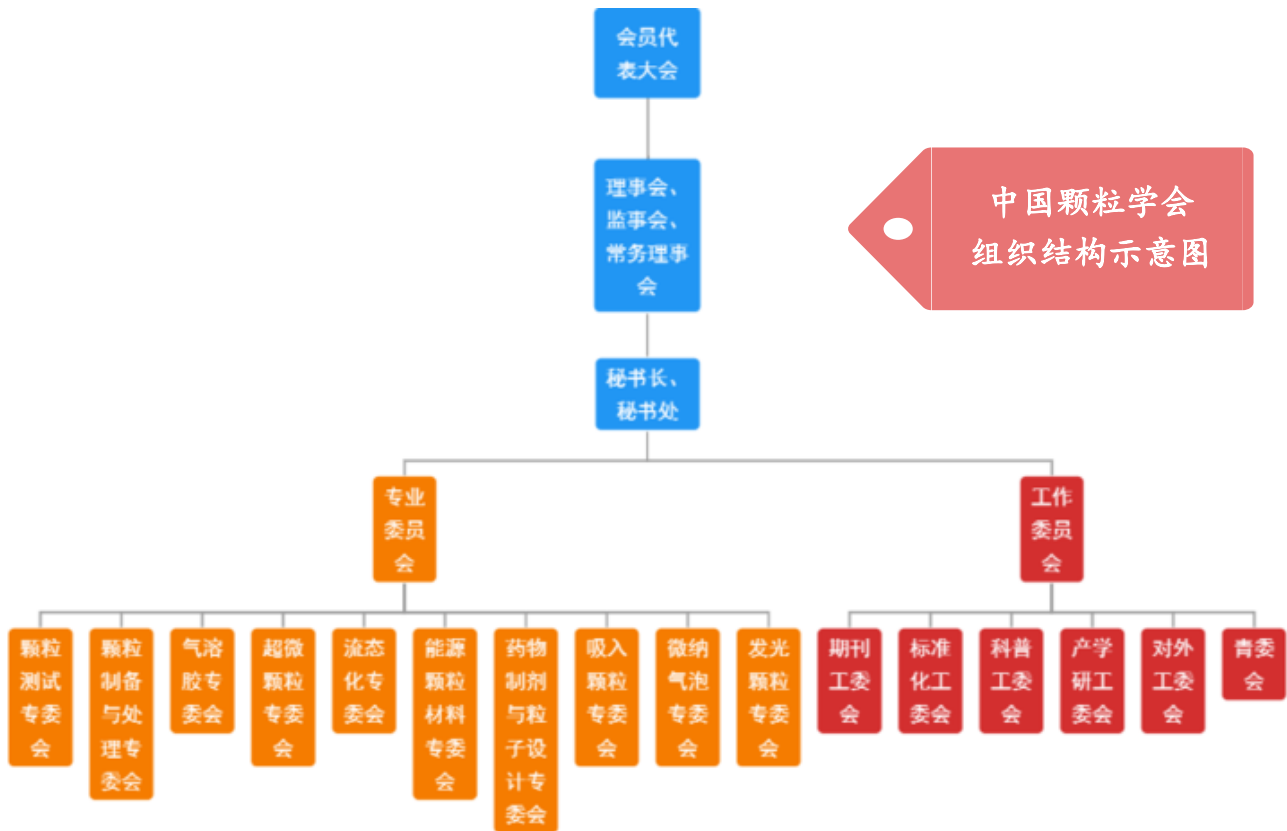 会员代
表大会
理事会、
监事会、
常务理事
会
中国颗粒学会
组织结构示意图
秘书长、
秘书处
专业
委员
会
工作
委员
会
颗粒
测试
专委
会
颗粒
制备
与处
理专
委会
气溶
胶专
委会
超微
颗粒
专委
会
流态
化专
委会
能源
颗粒
材料
专委
会
药物
制剂
与粒
子设
计专
委会
吸入
颗粒
专委
会
微纳
气泡
专委
会
发光
颗粒
专委
会
期刊
工委
会
标准
化工
委会
科普
工委
会
产学
研工
委会
对外
工委
会
青委
会